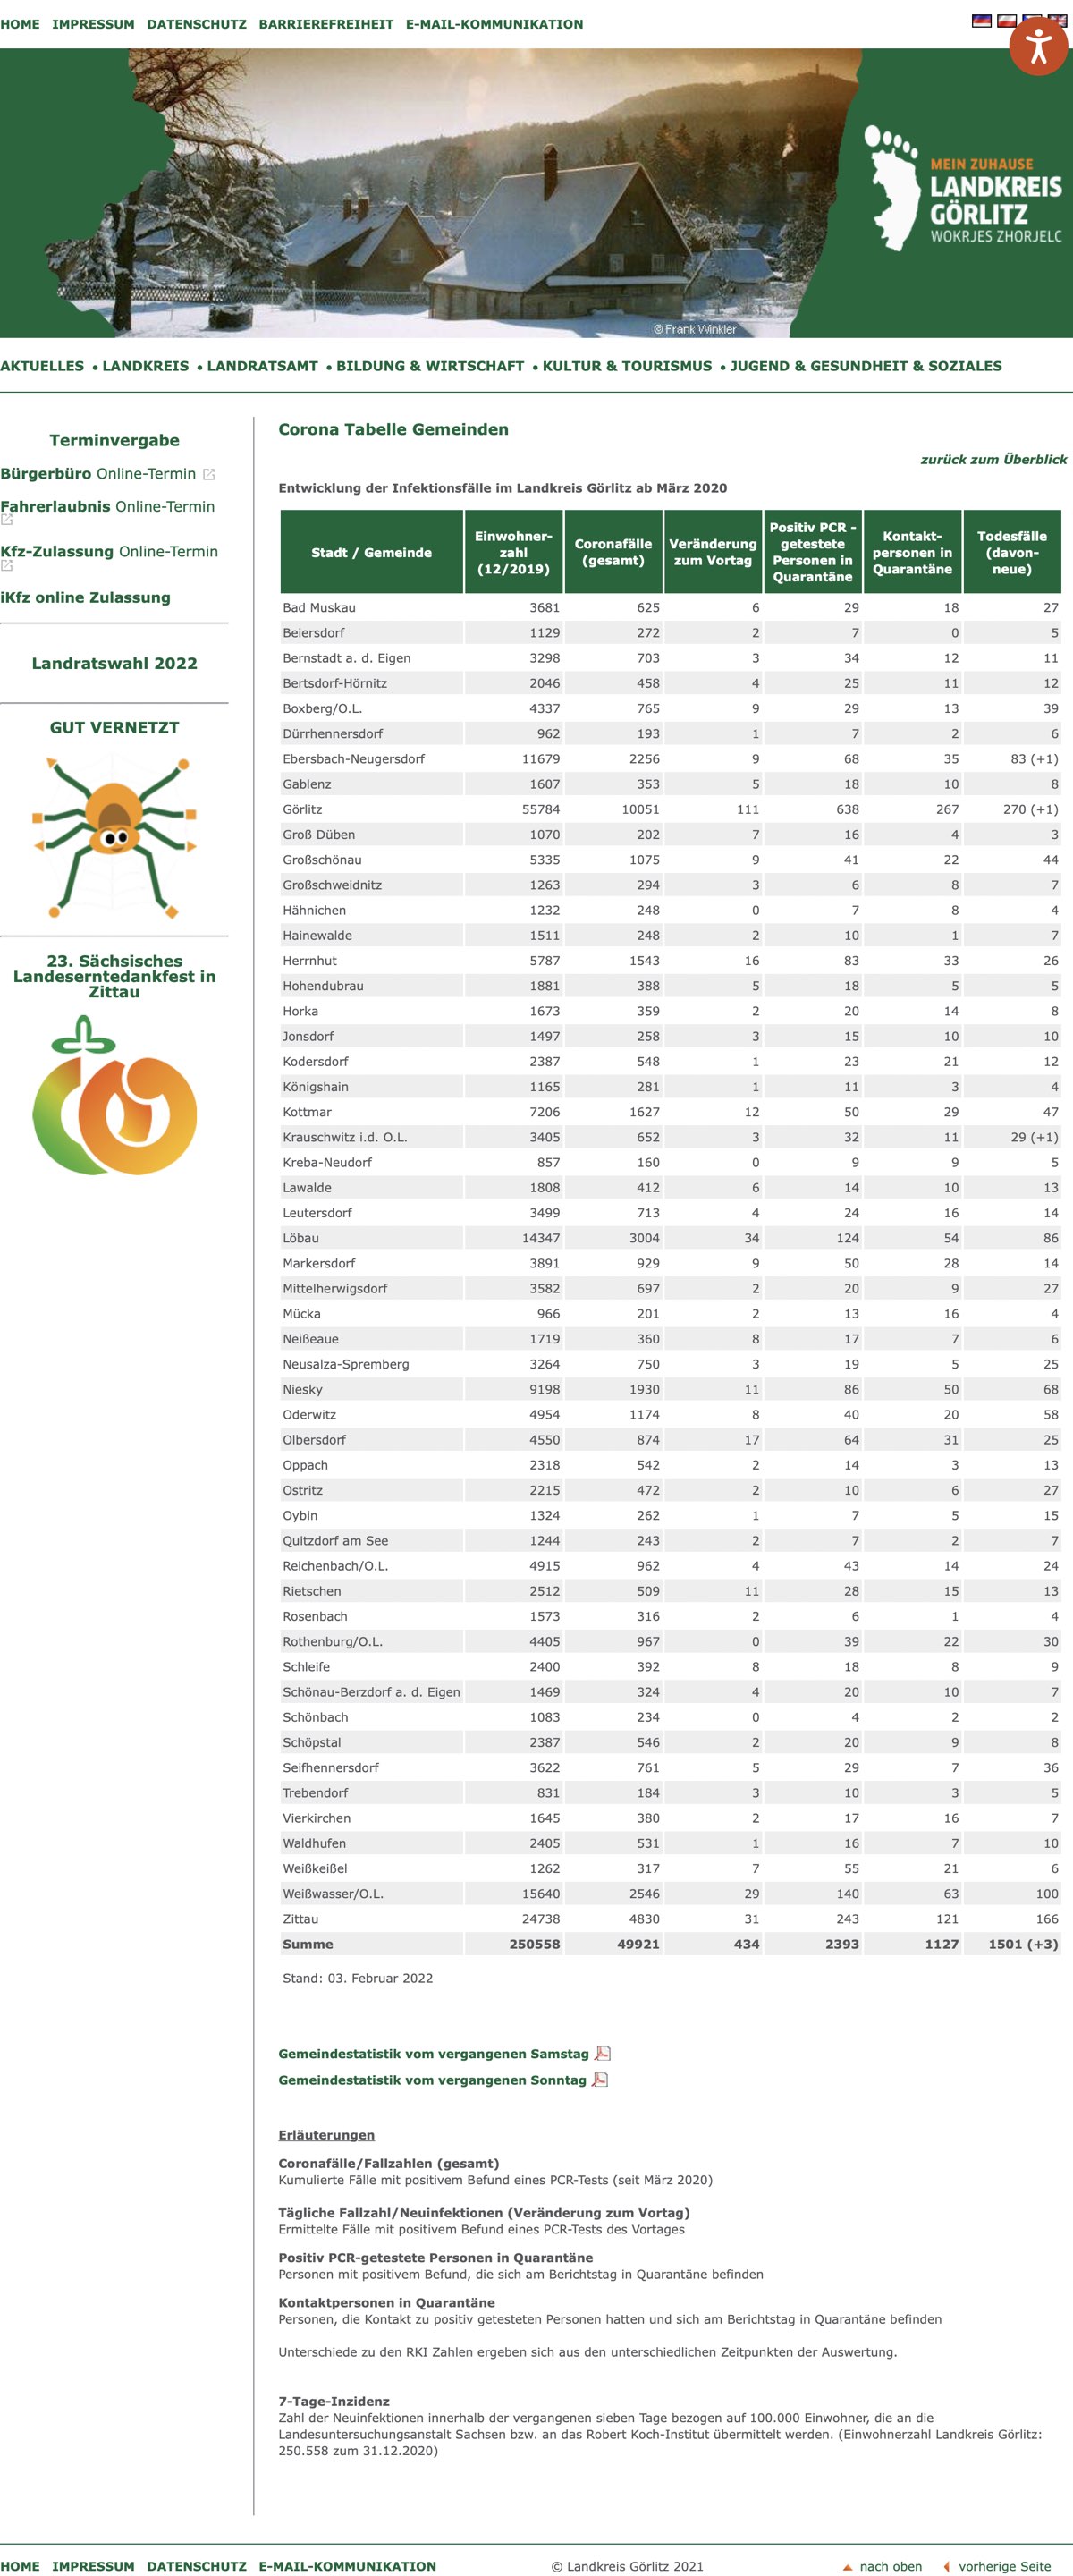 HOME IMPRESSUM DATENSCHUTZ BARRIEREFREIHEIT E-MAIL-KOMMUNIKATION
MEIN ZUHAUSE
LANDKREIS
GÖRLITZ
WOKRJES ZHORJELC
© Frank Winkler
AKTUELLES • LANDKREIS • LANDRATSAMT • BILDUNG & WIRTSCHAFT • KULTUR & TOURISMUS • JUGEND & GESUNDHEIT & SOZIALES
Terminvergabe
Bürgerbüro Online-Termin
Fahrerlaubnis Online-Termin
Kfz-Zulassung Online-Termin
iKfz online Zulassung
Landratswahl 2022
GUT VERNETZT
23. Sächsisches
Landeserntedankfest in
Zittau
Corona Tabelle Gemeinden
zurück zum Überblick
Entwicklung der Infektionsfälle im Landkreis Görlitz ab März 2020
Stadt / Gemeinde Einwohner-zahl (12/2019) Coronafälle (gesamt) Veränderung zum Vortag Positiv PCR - getestete Personen in Quarantäne Kontakt-personen in Quarantäne Todesfälle (davon-neue)
Bad Muskau 3681 625 6 29 18 27
Beiersdorf 1129 272 2 7 0 5
Bernstadt a. d. Eigen 3298 703 3 34 12 11
Bertsdorf-Hörnitz 2046 458 4 25 11 12
Boxberg/O.L. 4337 765 9 29 13 39
Dürrhennersdorf 962 193 1 7 2 6
Ebersbach-Neugersdorf 11679 2256 9 68 35 83 (+1)
Gablenz 1607 353 5 18 10 8
Görlitz 55784 10051 111 638 267 270 (+1)
Groß Düben 1070 202 7 16 4 3
Großschönau 5335 1075 9 41 22 44
Großschweidnitz 1263 294 3 6 8 7
Hähnichen 1232 248 0 7 8 4
Hainewalde 1511 248 2 10 1 7
Herrnhut 5787 1543 16 83 33 26
Hohendubrau 1881 388 5 18 5 5
Horka 1673 359 2 20 14 8
Jonsdorf 1497 258 3 15 10 10
Kodersdorf 2387 548 1 23 21 12
Königshain 1165 281 1 11 3 4
Kottmar 7206 1627 12 50 29 47
Krauschwitz i.d. O.L. 3405 652 3 32 11 29 (+1)
Kreba-Neudorf 857 160 0 9 9 5
Lawalde 1808 412 6 14 10 13
Leutersdorf 3499 713 4 24 16 14
Löbau 14347 3004 34 124 54 86
Markersdorf 3891 929 9 50 28 14
Mittelherwigsdorf 3582 697 2 20 9 27
Mücka 966 201 2 13 16 4
Neißeaue 1719 360 8 17 7 6
Neusalza-Spremberg 3264 750 3 19 5 25
Niesky 9198 1930 11 86 50 68
Oderwitz 4954 1174 8 40 20 58
Olbersdorf 4550 874 17 64 31 25
Oppach 2318 542 2 14 3 13
Ostritz 2215 472 2 10 6 27
Oybin 1324 262 1 7 5 15
Quitzdorf am See 1244 243 2 7 2 7
Reichenbach/O.L. 4915 962 4 43 14 24
Rietschen 2512 509 11 28 15 13
Rosenbach 1573 316 2 6 1 4
Rothenburg/O.L. 4405 967 0 39 22 30
Schleife 2400 392 8 18 8 9
Schönau-Berzdorf a. d. Eigen 1469 324 4 20 10 7
Schönbach 1083 234 0 4 2 2
Schöpstal 2387 546 2 20 9 8
Seifhennersdorf 3622 761 5 29 7 36
Trebendorf 831 184 3 10 3 5
Vierkirchen 1645 380 2 17 16 7
Waldhufen 2405 531 1 16 7 10
Weißkeißel 1262 317 7 55 21 6
Weißwasser/O.L. 15640 2546 29 140 63 100
Zittau 24738 4830 31 243 121 166
Summe 250558 49921 434 2393 1127 1501 (+3)
Stand: 03. Februar 2022
Gemeindestatistik vom vergangenen Samstag
Gemeindestatistik vom vergangenen Sonntag
Erläuterungen
Coronafälle/Fallzahlen (gesamt)
Kumulierte Fälle mit positivem Befund eines PCR-Tests (seit März 2020)
Tägliche Fallzahl/Neuinfektionen (Veränderung zum Vortag)
Ermittelte Fälle mit positivem Befund eines PCR-Tests des Vortages
Positiv PCR-getestete Personen in Quarantäne
Personen mit positivem Befund, die sich am Berichtstag in Quarantäne befinden
Kontaktpersonen in Quarantäne
Personen, die Kontakt zu positiv getesteten Personen hatten und sich am Berichtstag in Quarantäne befinden
Unterschiede zu den RKI Zahlen ergeben sich aus den unterschiedlichen Zeitpunkten der Auswertung.
7-Tage-Inzidenz
Zahl der Neuinfektionen innerhalb der vergangenen sieben Tage bezogen auf 100.000 Einwohner, die an die
Landesuntersuchungsanstalt Sachsen bzw. an das Robert Koch-Institut übermittelt werden. (Einwohnerzahl Landkreis Görlitz:
250.558 zum 31.12.2020)
HOME IMPRESSUM DATENSCHUTZ E-MAIL-KOMMUNIKATION © Landkreis Görlitz 2021 nach oben vorherige Seite